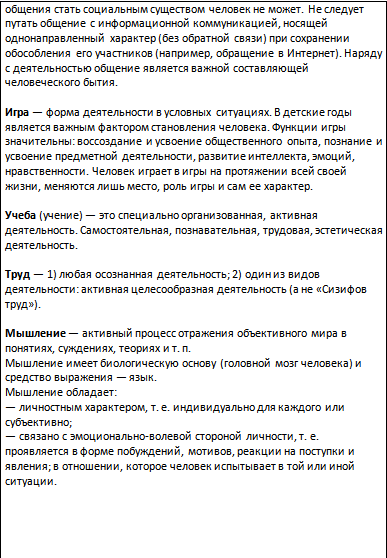 общения стать социальным существом человек не может. Не следует
путать общение с информационной коммуникацией, носящей
однонаправленный характер (без обратной связи) при сохранении
обособления его участников (например, обращение в Интернет). Наряду
с деятельностью общение является важной составляющей
человеческого бытия.
Игра — форма деятельности в условных ситуациях. В детские годы
является важным фактором становления человека. Функции игры
значительны: воссоздание и усвоение общественного опыта, познание и
усвоение предметной деятельности, развитие интеллекта, эмоций,
нравственности. Человек играет в игры на протяжении всей своей
жизни, меняются лишь место, роль игры и сам ее характер.
Учеба (учение) — это специально организованная, активная
деятельность. Самостоятельная, познавательная, трудовая, эстетическая
деятельность.
Труд — 1) любая осознанная деятельность; 2) один из видов
деятельности: активная целесообразная деятельность (а не «Сизифов
труд»).
Мышление — активный процесс отражения объективного мира в
понятиях, суждениях, теориях и т. п.
Мышление имеет биологическую основу (головной мозг человека) и
средство выражения — язык.
Мышление обладает:
— личностным характером, т. е. индивидуально для каждого или
субъективно;
— связано с эмоционально-волевой стороной личности, т. е.
проявляется в форме побуждений, мотивов, реакции на поступки и
явления; в отношении, которое человек испытывает в той или иной
ситуации.